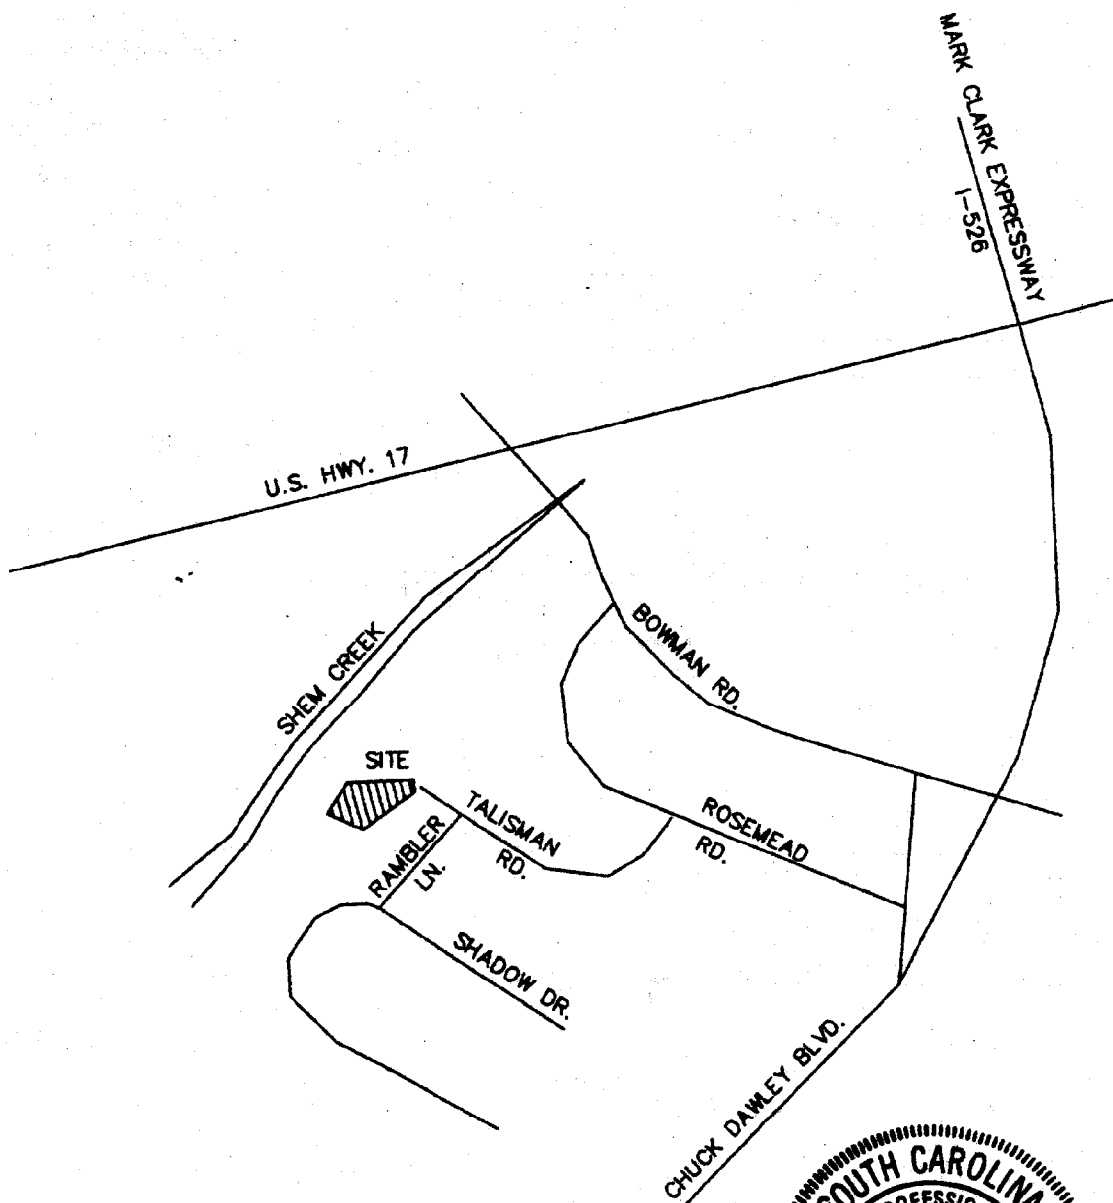 MARK CLARK EXPRESSWAY
I-526
U.S. HWY. 17
BOWMAN RD.
SHEM CREEK
SITE
TALISMAN
RD.
ROSEMEAD
RD.
RAMBLER
LN.
SHADOW DR.
CHUCK DAWLEY BLVD.
SOUTH CAROLINA